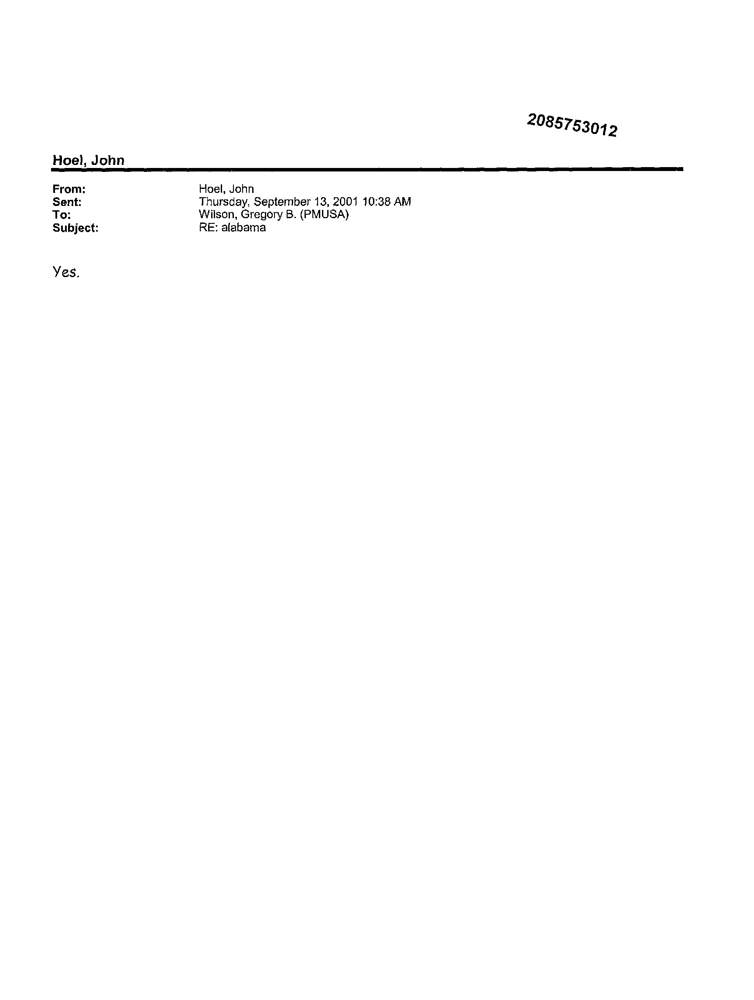 2085753012
Hoel, John
From: Hoel, John
Sent: Thursday, September 13, 2001 10:38 AM
To: Wilson, Gregory B. (PMUSA)
Subject: RE: alabama
Yes.